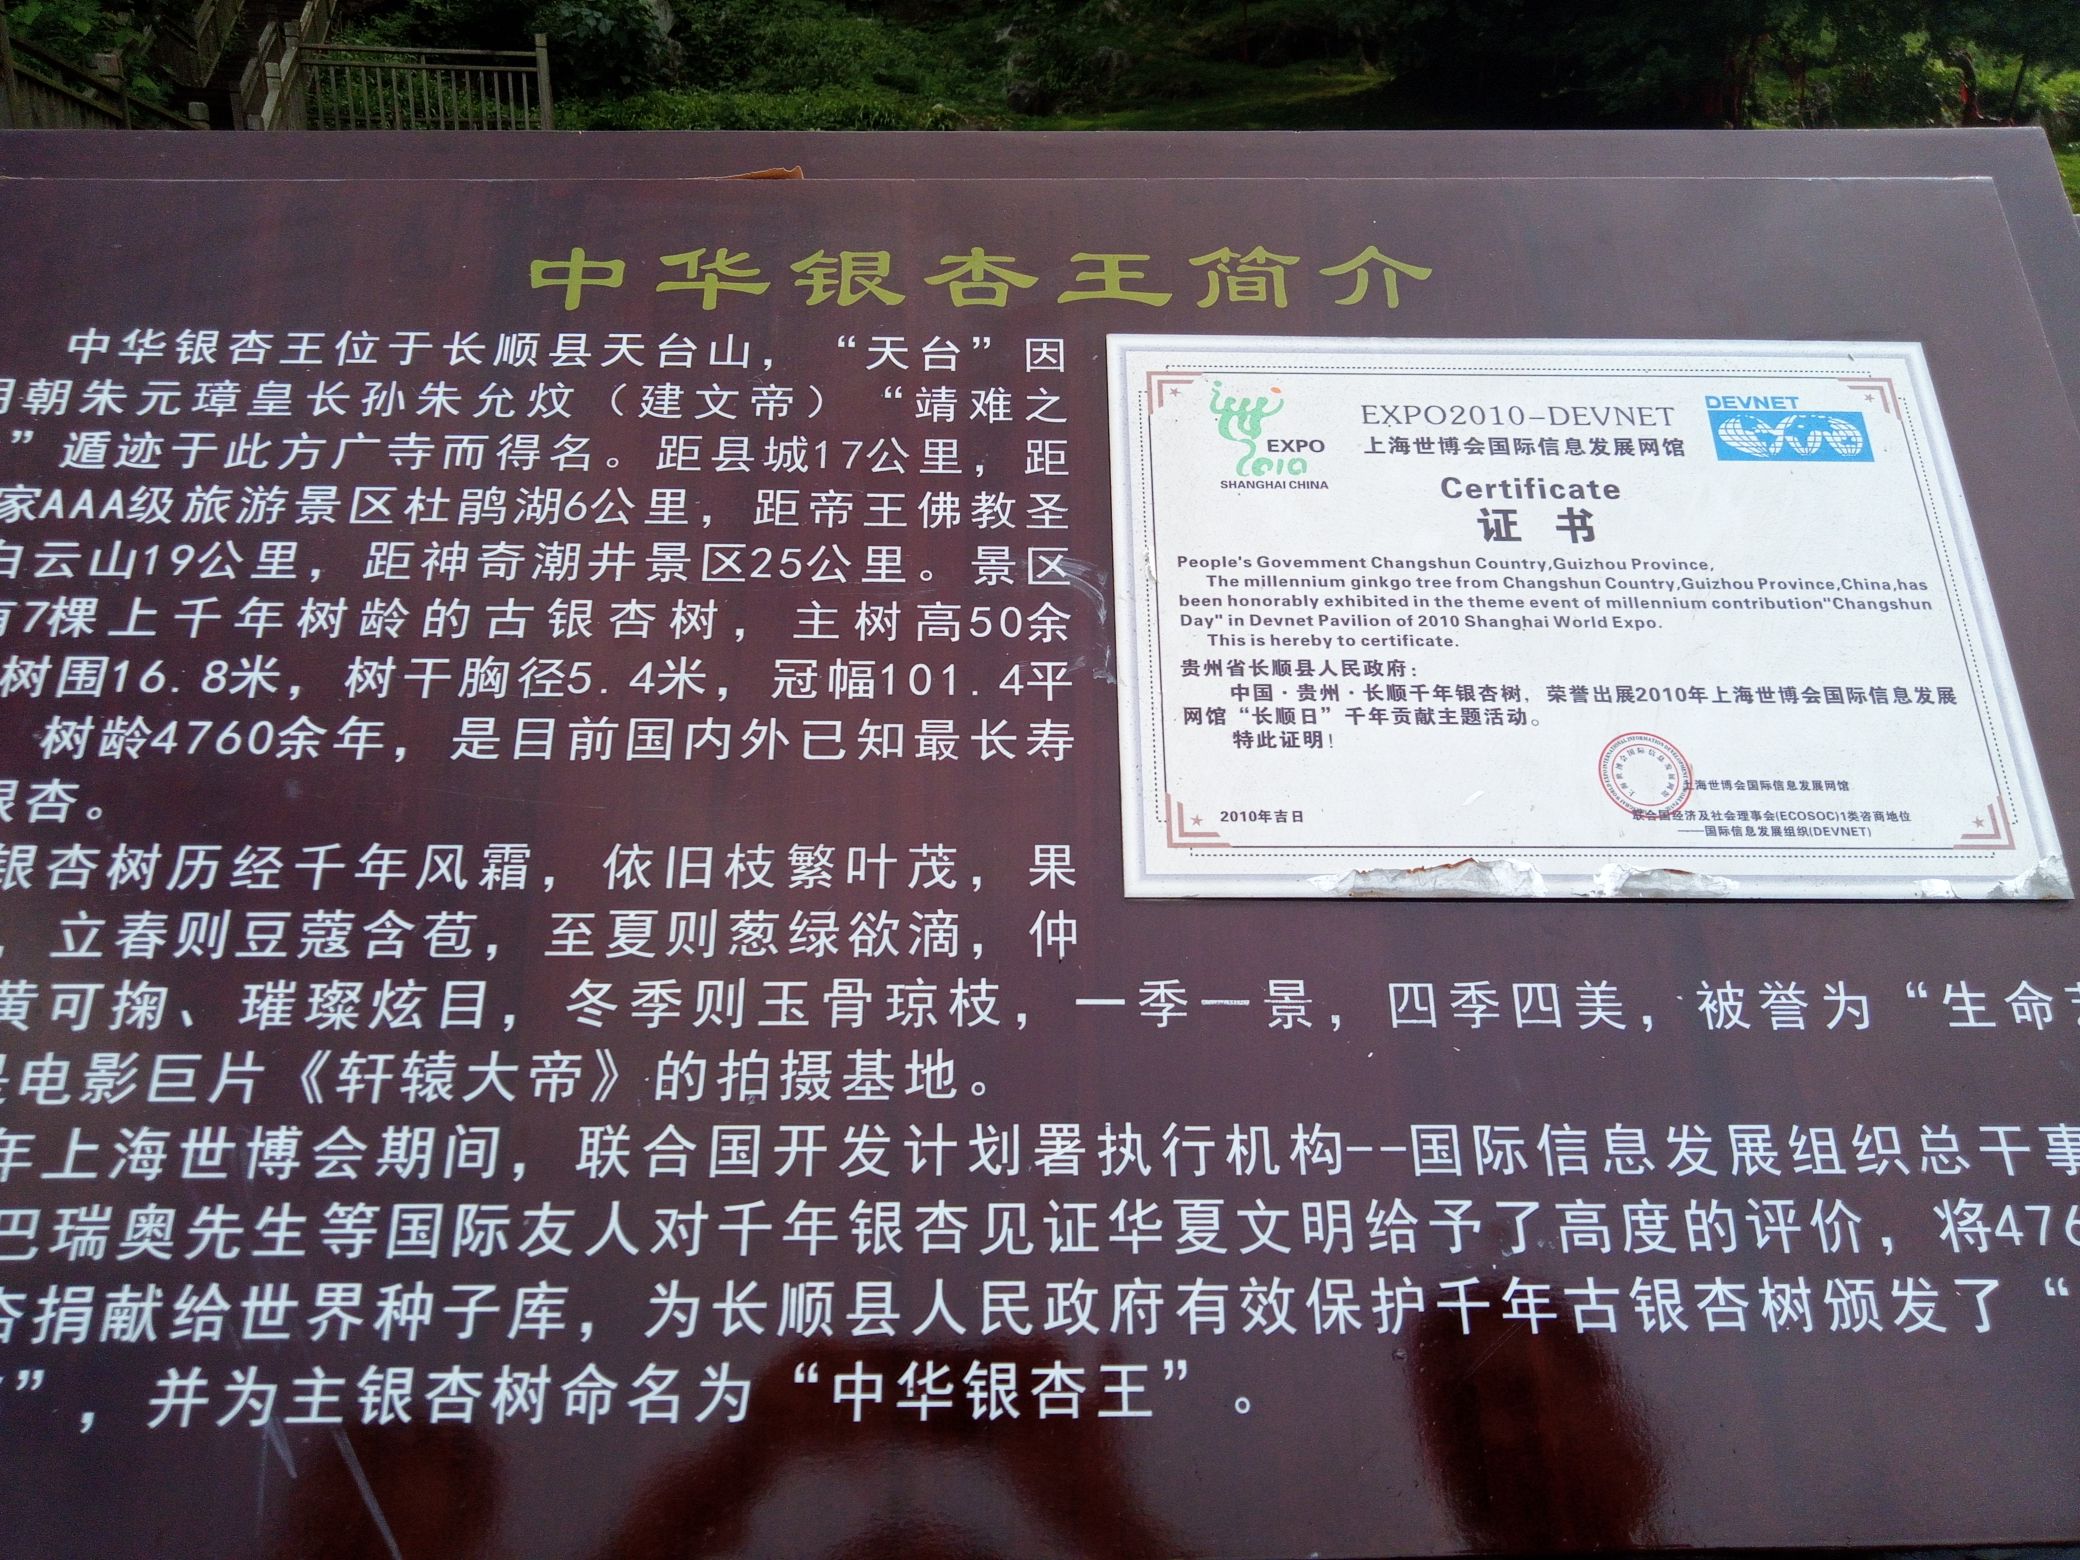 中华银杏王简介
中华银杏王位于长顺县天台山，“天台”因
明朝朱元璋皇长孙朱允炆（建文帝）“靖难之
”遁迹于此方广寺而得名。距县城17公里，距
家AAA级旅游景区杜鹃湖6公里，距帝王佛教圣
白云山19公里，距神奇潮井景区25公里。景区
有7棵上千年树龄的古银杏树，主树高50余
树围16.8米，树干胸径5.4米，冠幅101.4平
树龄4760余年，是目前国内外已知最长寿
银杏。
银杏树历经千年风霜，依旧枝繁叶茂，果
，立春则豆蔻含苞，至夏则葱绿欲滴，仲
黄可掬、璀璨炫目，冬季则玉骨琼枝，一季一景，四季四美，被誉为“生命
是电影巨片《轩辕大帝》的拍摄基地。
年上海世博会期间，联合国开发计划署执行机构--国际信息发展组织总干事
巴瑞奥先生等国际友人对千年银杏见证华夏文明给予了高度的评价，将476
杏捐献给世界种子库，为长顺县人民政府有效保护千年古银杏树颁发了“
”，并为主银杏树命名为“中华银杏王”。
EXPO
2010
SHANGHAI CHINA
EXPO2010-DEVNET
上海世博会国际信息发展网馆
DEVNET
Certificate
证 书
People's Govemment Changshun Country,Guizhou Province,
The millennium ginkgo tree from Changshun Country,Guizhou Province,China,has
been honorably exhibited in the theme event of millennium contribution"Changshun
Day" in Devnet Pavilion of 2010 Shanghai World Expo.
This is hereby to certificate.
贵州省长顺县人民政府：
中国·贵州·长顺千年银杏树，荣誉出展2010年上海世博会国际信息发展
网馆“长顺日”千年贡献主题活动。
特此证明！
上海世博会国际信息发展网馆
2010年吉日
联合国经济及社会理事会(ECOSOC)1类咨商地位
——国际信息发展组织(DEVNET)